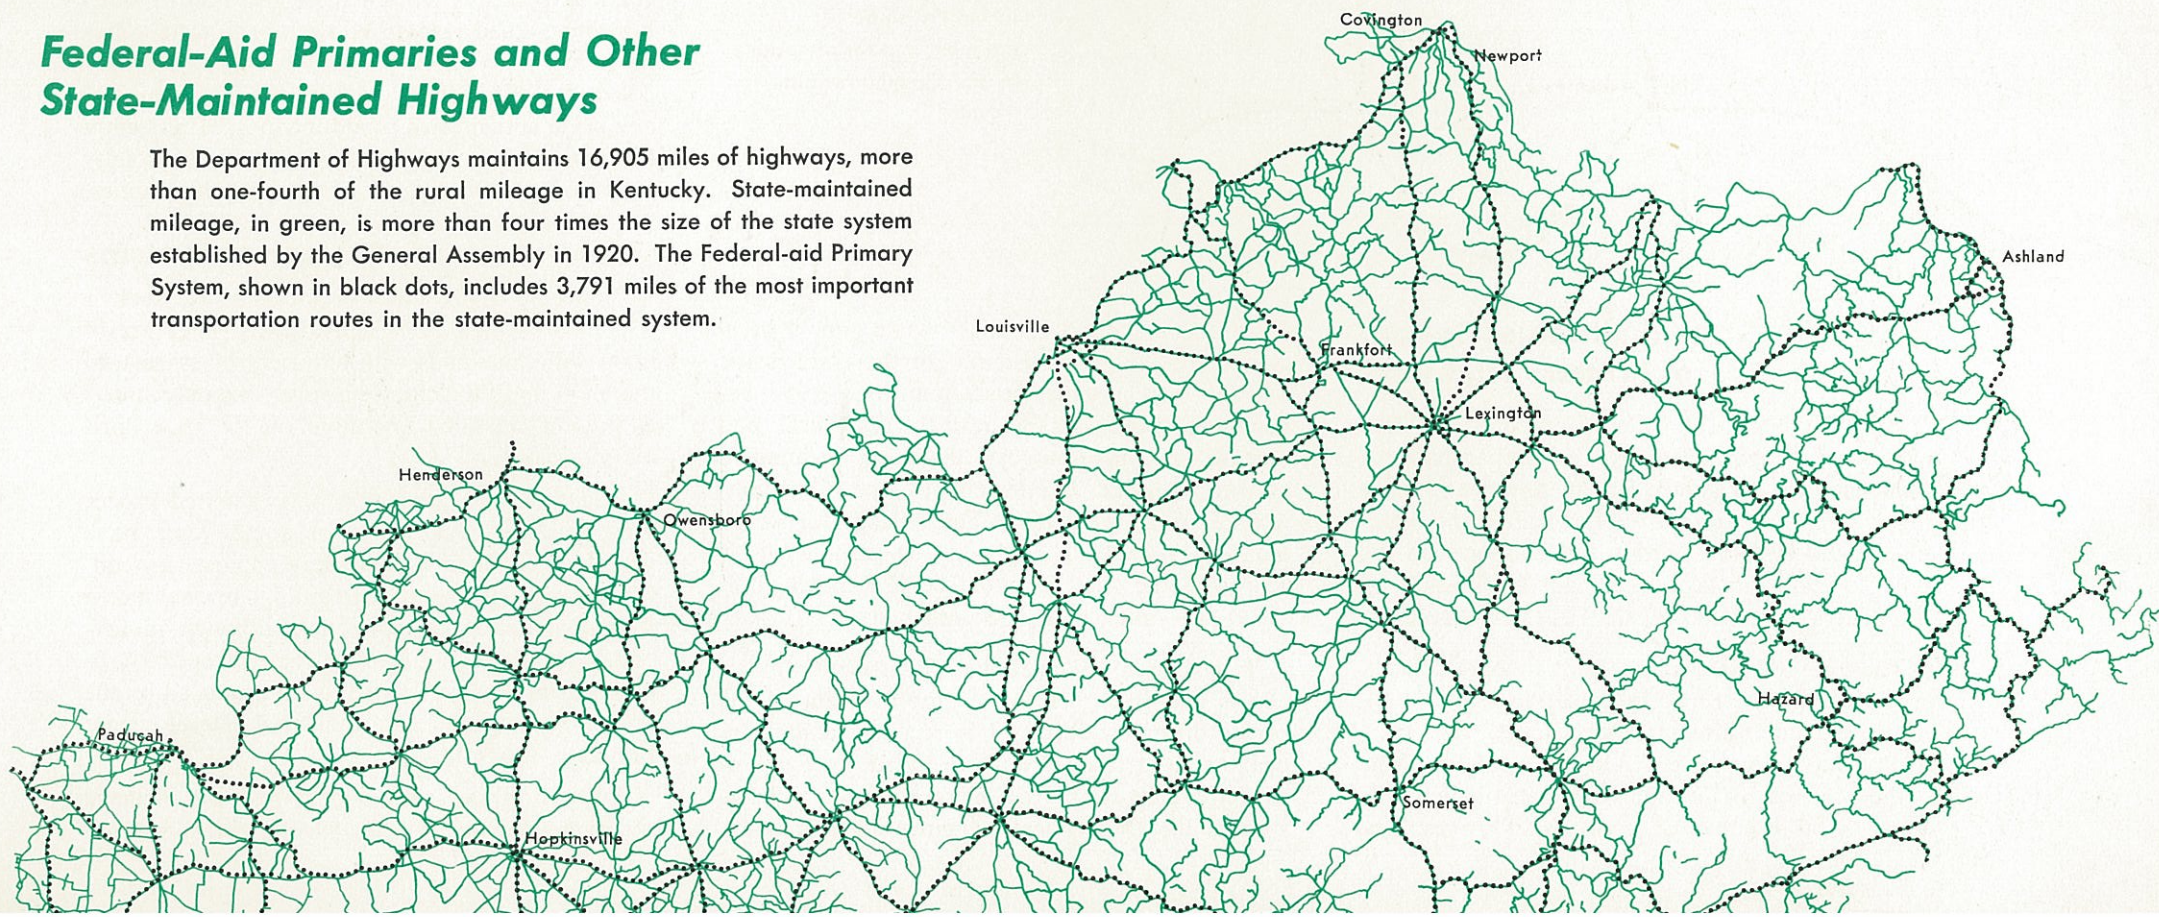 Federal-Aid Primaries and Other
State-Maintained Highways
The Department of Highways maintains 16,905 miles of highways, more
than one-fourth of the rural mileage in Kentucky. State-maintained
mileage, in green, is more than four times the size of the state system
established by the General Assembly in 1920. The Federal-aid Primary
System, shown in black dots, includes 3,791 miles of the most important
transportation routes in the state-maintained system.
Covington
Newport
Ashland
Louisville
Frankfort
Lexington
Henderson
Owensboro
Hazard
Paducah
Somerset
Hopkinsville